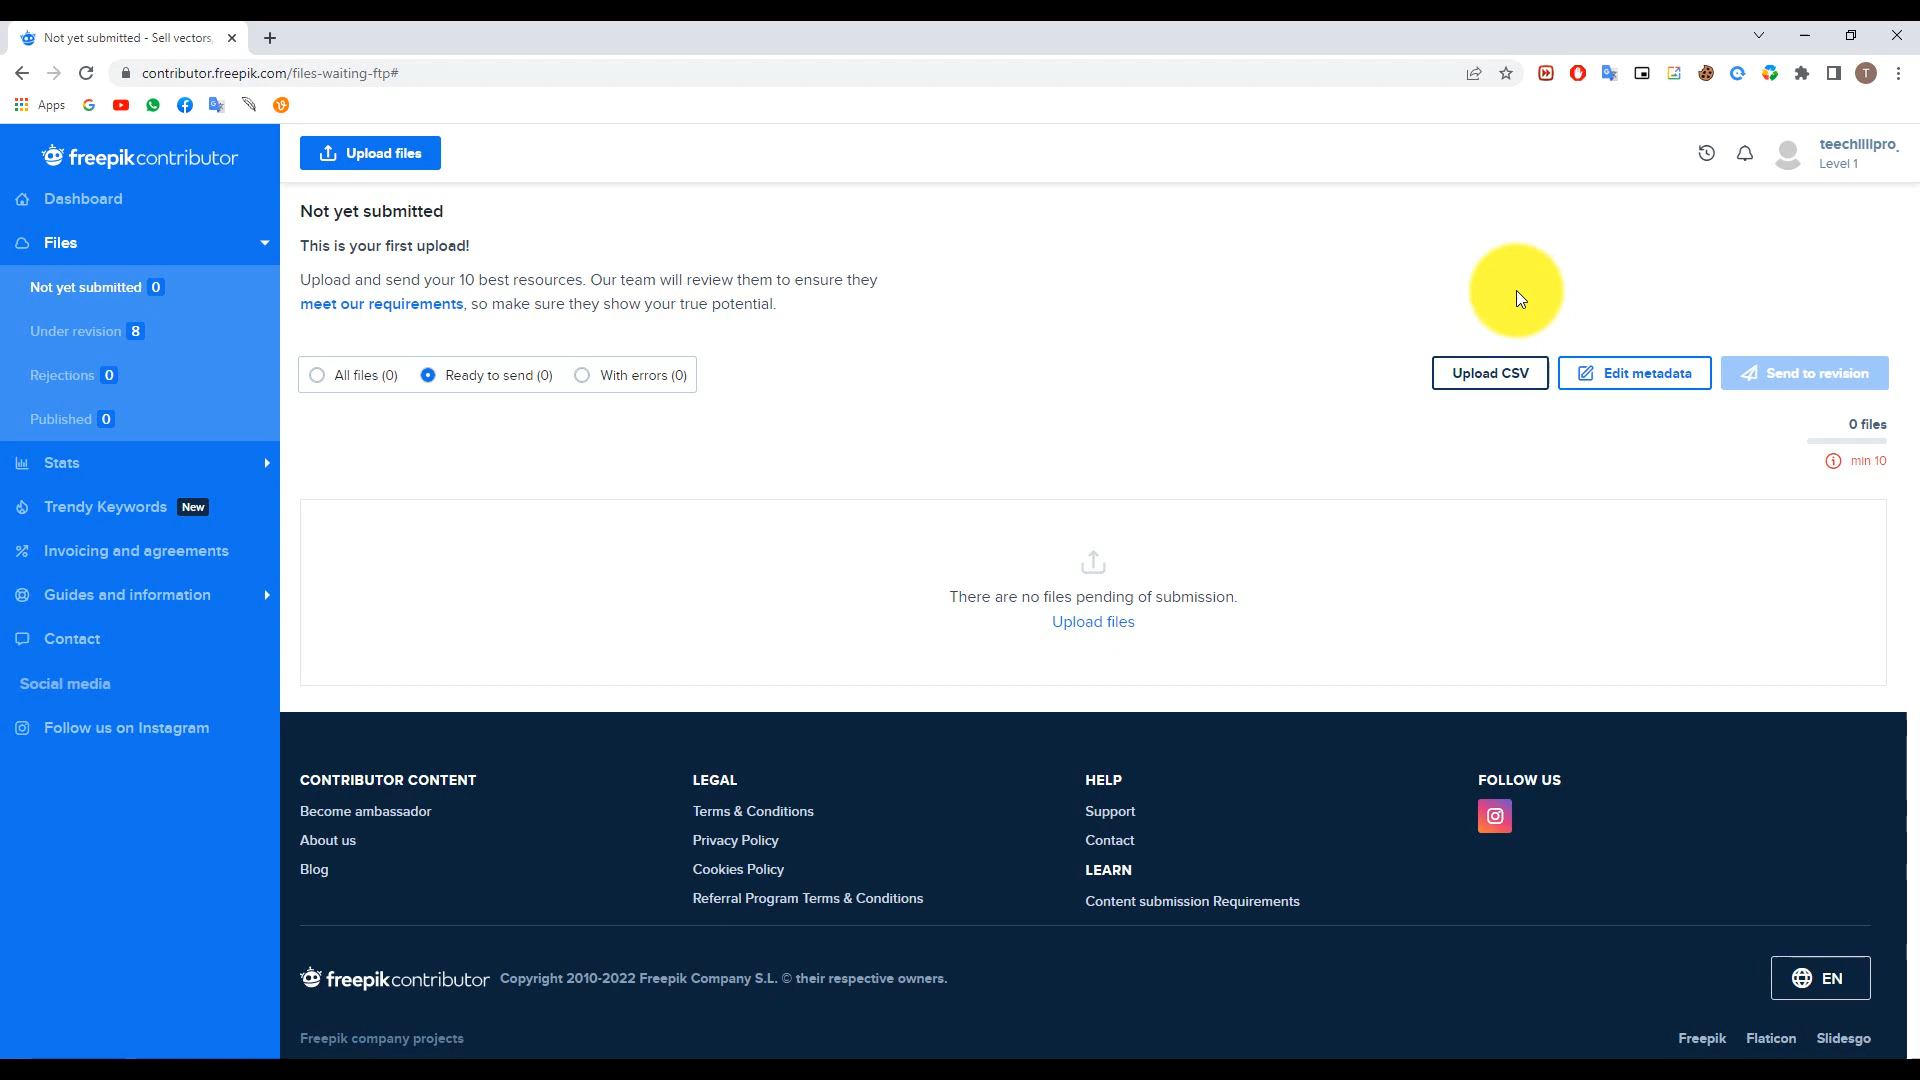 Not yet submitted - Sell vectors,
contributor.freepik.com/files-waiting-ftp#
T
Apps
freepikcontributor
Upload files
teechillpro.
Level 1
Dashboard
Files
Not yet submitted 0
Under revision 8
Rejections 0
Published 0
Stats
Trendy Keywords New
Invoicing and agreements
Guides and information
Contact
Social media
Follow us on Instagram
Not yet submitted
This is your first upload!
Upload and send your 10 best resources. Our team will review them to ensure they
meet our requirements, so make sure they show your true potential.
All files (0) Ready to send (0) With errors (0)
Upload CSV Edit metadata Send to revision
0 files
min 10
There are no files pending of submission.
Upload files
CONTRIBUTOR CONTENT
Become ambassador
About us
Blog
LEGAL
Terms & Conditions
Privacy Policy
Cookies Policy
Referral Program Terms & Conditions
HELP
Support
Contact
LEARN
Content submission Requirements
FOLLOW US
freepikcontributor Copyright 2010-2022 Freepik Company S.L. © their respective owners.
EN
Freepik company projects
Freepik Flaticon Slidesgo